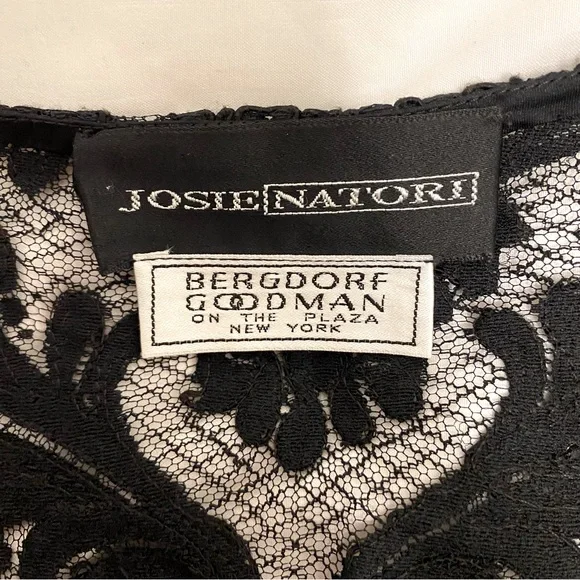 JOSIE NATORI
BERGDORF
GOODMAN
ON THE PLAZA
NEW YORK